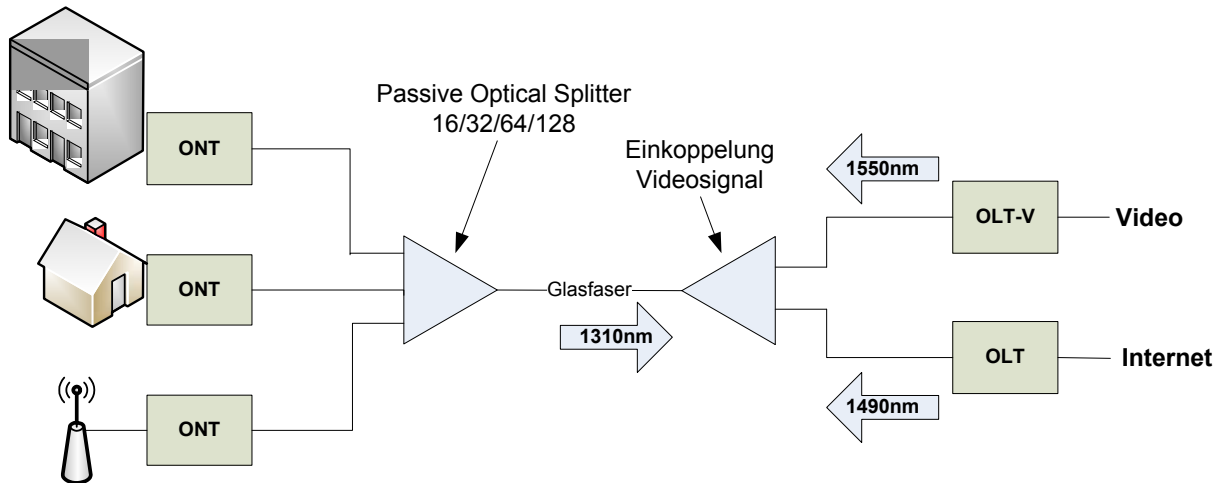 Passive Optical Splitter
16/32/64/128
Einkoppelung
Videosignal
1550nm
ONT
OLT-V
Video
ONT
Glasfaser
1310nm
OLT
Internet
1490nm
ONT